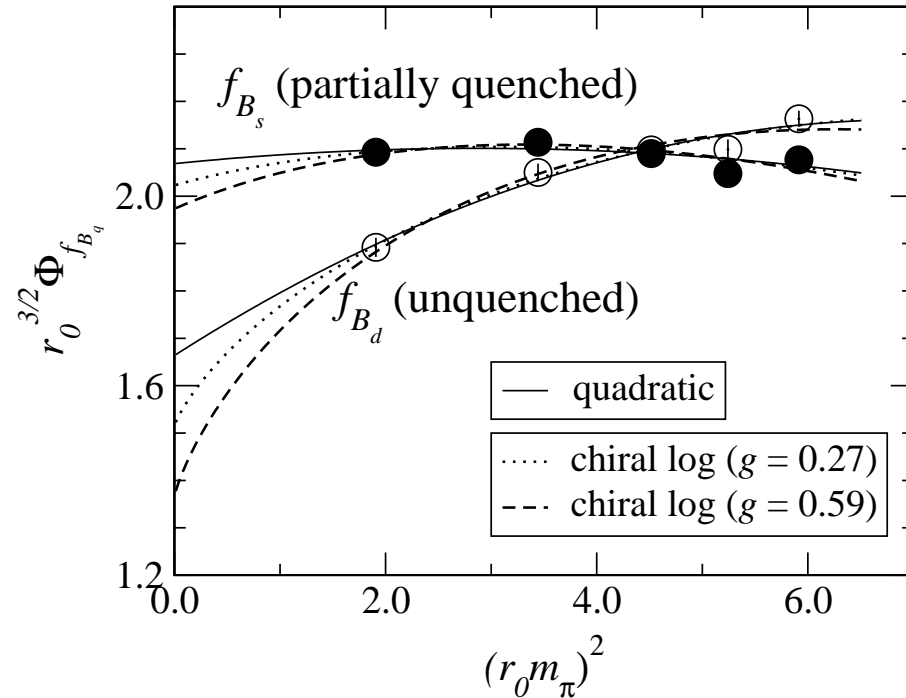 f_{B_s} (partially quenched)
f_{B_d} (unquenched)
quadratic
chiral log (g = 0.27)
chiral log (g = 0.59)
r_0^{3/2} Φ_{f_{B_q}}
2.0
1.6
1.2
0.0 2.0 4.0 6.0
(r_0 m_π)^2